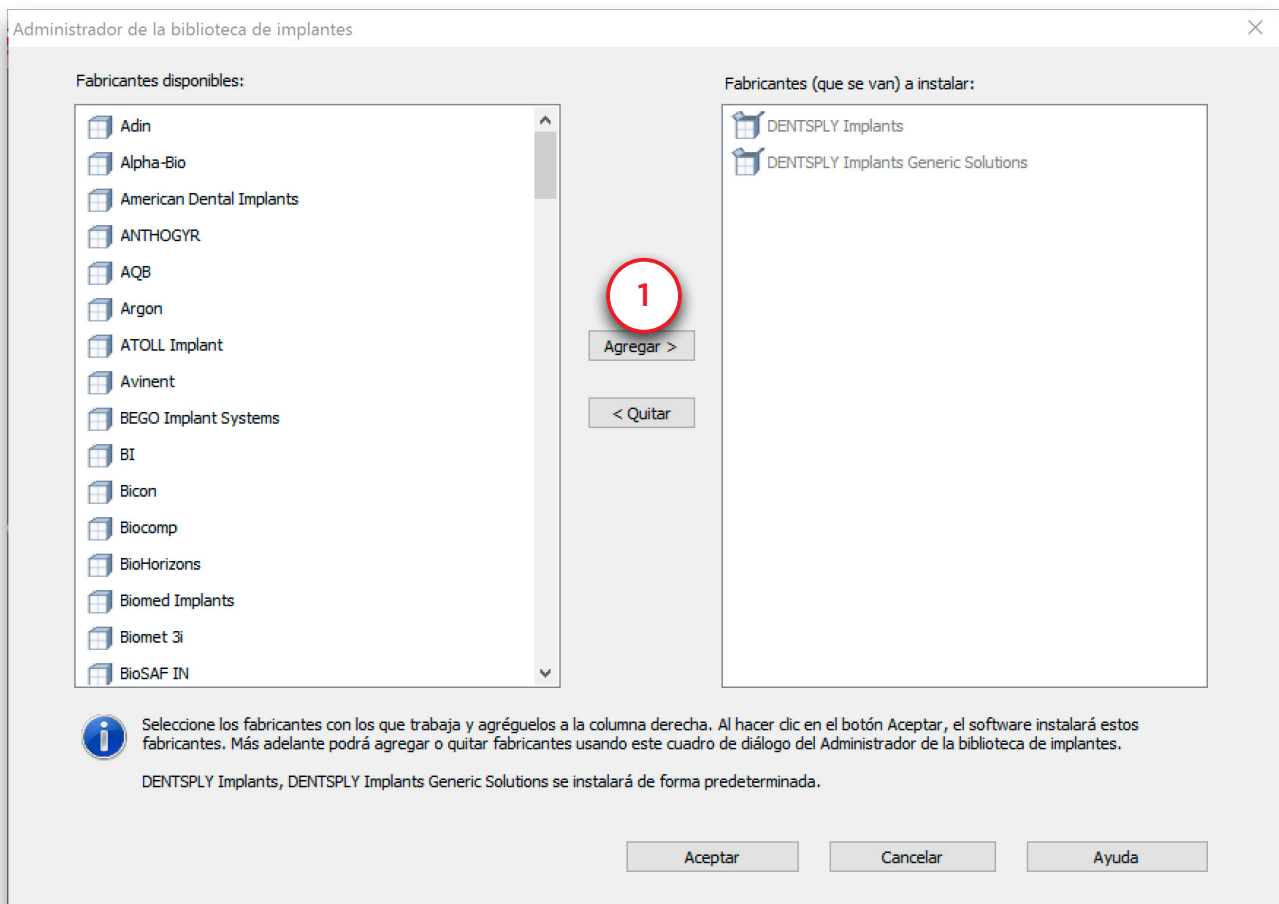 Administrador de la biblioteca de implantes
Fabricantes disponibles:
Adin
Alpha-Bio
American Dental Implants
ANTHOGYR
AQB
Argon
ATOLL Implant
Avinent
BEGO Implant Systems
BI
Bicon
Biocomp
BioHorizons
Biomed Implants
Biomet 3i
BioSAF IN
1
Agregar >
< Quitar
Fabricantes (que se van) a instalar:
DENTSPLY Implants
DENTSPLY Implants Generic Solutions
Seleccione los fabricantes con los que trabaja y agréguelos a la columna derecha. Al hacer clic en el botón Aceptar, el software instalará estos
fabricantes. Más adelante podrá agregar o quitar fabricantes usando este cuadro de diálogo del Administrador de la biblioteca de implantes.
DENTSPLY Implants, DENTSPLY Implants Generic Solutions se instalará de forma predeterminada.
Aceptar
Cancelar
Ayuda